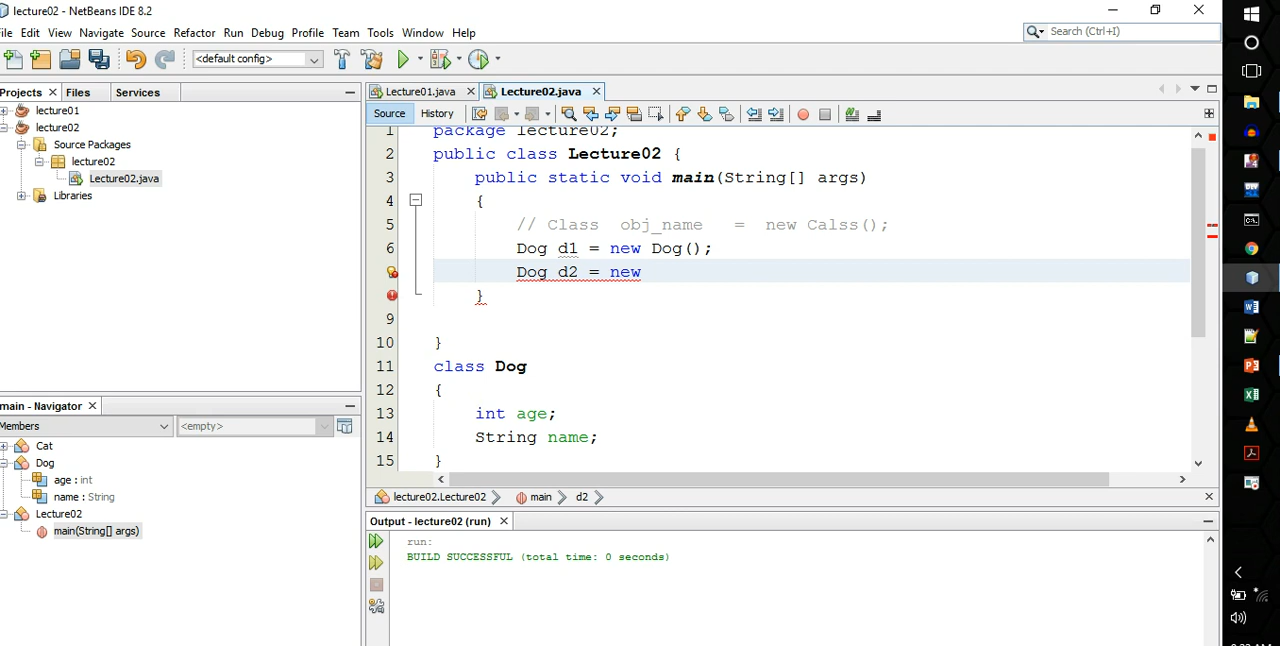 lecture02 - NetBeans IDE 8.2
ile Edit View Navigate Source Refactor Run Debug Profile Team Tools Window Help
Search (Ctrl+I)
<default config>
Projects Files Services
lecture01
lecture02
Source Packages
lecture02
Lecture02.java
Libraries
main - Navigator
Members <empty>
Cat
Dog
age : int
name : String
Lecture02
main(String[] args)
Lecture01.java Lecture02.java
Source History
1 package lecture02;
2 public class Lecture02 {
3 public static void main(String[] args)
4 {
5 // Class obj_name = new Calss();
6 Dog d1 = new Dog();
Dog d2 = new
}
9
10 }
11 class Dog
12 {
13 int age;
14 String name;
15 }
lecture02.Lecture02 main d2
Output - lecture02 (run)
run:
BUILD SUCCESSFUL (total time: 0 seconds)